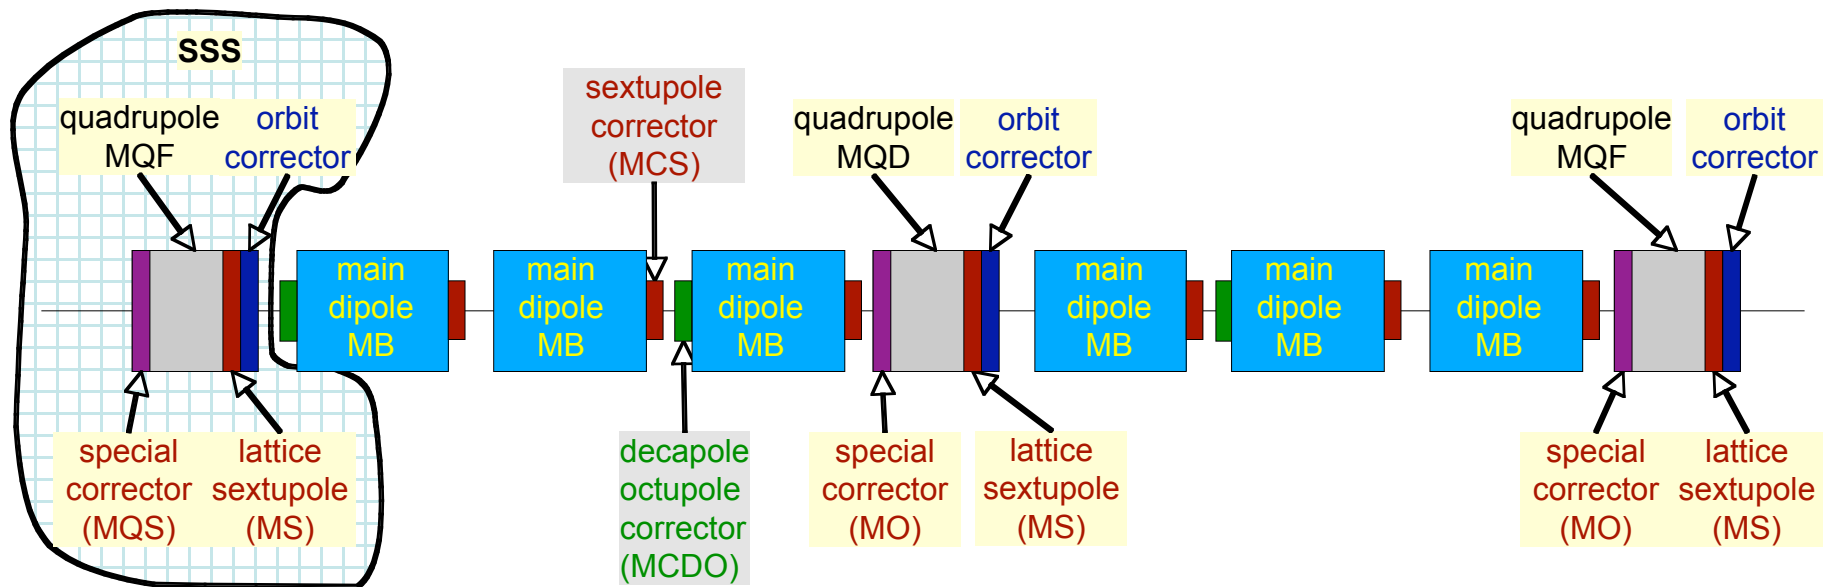 SSS
quadrupole
MQF
orbit
corrector
sextupole
corrector
(MCS)
quadrupole
MQD
orbit
corrector
quadrupole
MQF
orbit
corrector
main
dipole
MB
main
dipole
MB
main
dipole
MB
main
dipole
MB
main
dipole
MB
main
dipole
MB
special
corrector
(MQS)
lattice
sextupole
(MS)
decapole
octupole
corrector
(MCDO)
special
corrector
(MO)
lattice
sextupole
(MS)
special
corrector
(MO)
lattice
sextupole
(MS)